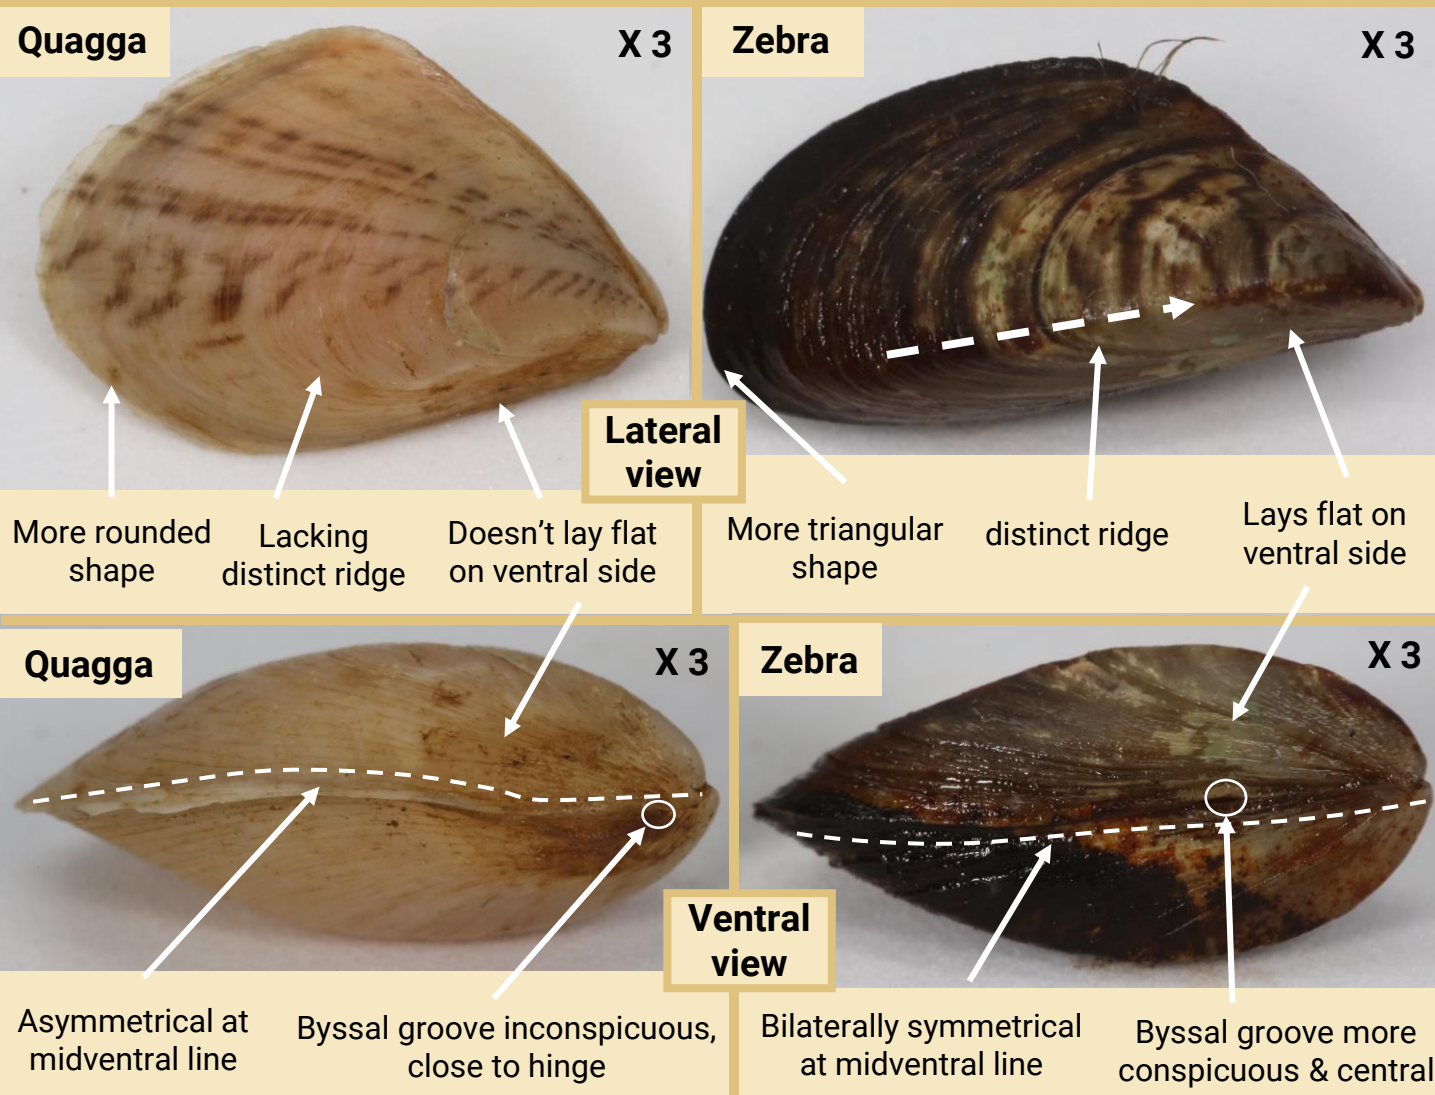 Quagga
X 3
Zebra
X 3
Lateral
view
More rounded
shape
Lacking
distinct ridge
Doesn’t lay flat
on ventral side
More triangular
shape
distinct ridge
Lays flat on
ventral side
Quagga
X 3
Zebra
X 3
Ventral
view
Asymmetrical at
midventral line
Byssal groove inconspicuous,
close to hinge
Bilaterally symmetrical
at midventral line
Byssal groove more
conspicuous & central